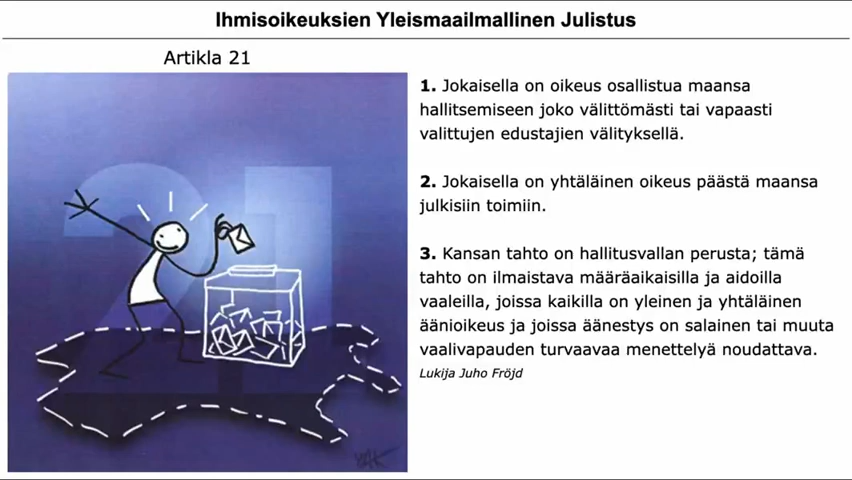 Ihmisoikeuksien Yleismaailmallinen Julistus
Artikla 21
21
1. Jokaisella on oikeus osallistua maansa
hallitsemiseen joko välittömästi tai vapaasti
valittujen edustajien välityksellä.
2. Jokaisella on yhtäläinen oikeus päästä maansa
julkisiin toimiin.
3. Kansan tahto on hallitusvallan perusta; tämä
tahto on ilmaistava määräaikaisilla ja aidoilla
vaaleilla, joissa kaikilla on yleinen ja yhtäläinen
äänioikeus ja joissa äänestys on salainen tai muuta
vaalivapauden turvaavaa menettelyä noudattava.
Lukija Juho Fröjd